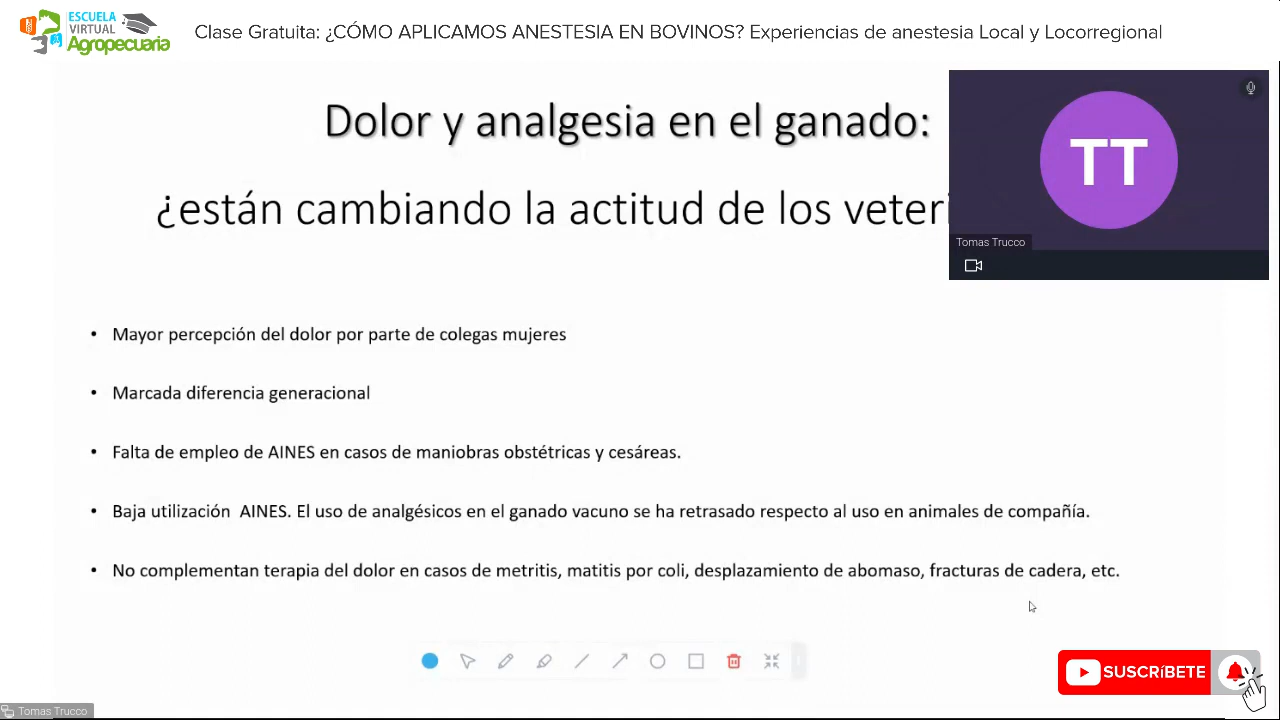 ESCUELA
VIRTUAL
Agropecuaria
Clase Gratuita: ¿CÓMO APLICAMOS ANESTESIA EN BOVINOS? Experiencias de anestesia Local y Locorregional
Dolor y analgesia en el ganado:
¿están cambiando la actitud de los veteri
TT
Tomas Trucco
• Mayor percepción del dolor por parte de colegas mujeres
• Marcada diferencia generacional
• Falta de empleo de AINES en casos de maniobras obstétricas y cesáreas.
• Baja utilización AINES. El uso de analgésicos en el ganado vacuno se ha retrasado respecto al uso en animales de compañía.
• No complementan terapia del dolor en casos de metritis, matitis por coli, desplazamiento de abomaso, fracturas de cadera, etc.
SUSCRíBETE
Tomas Trucco